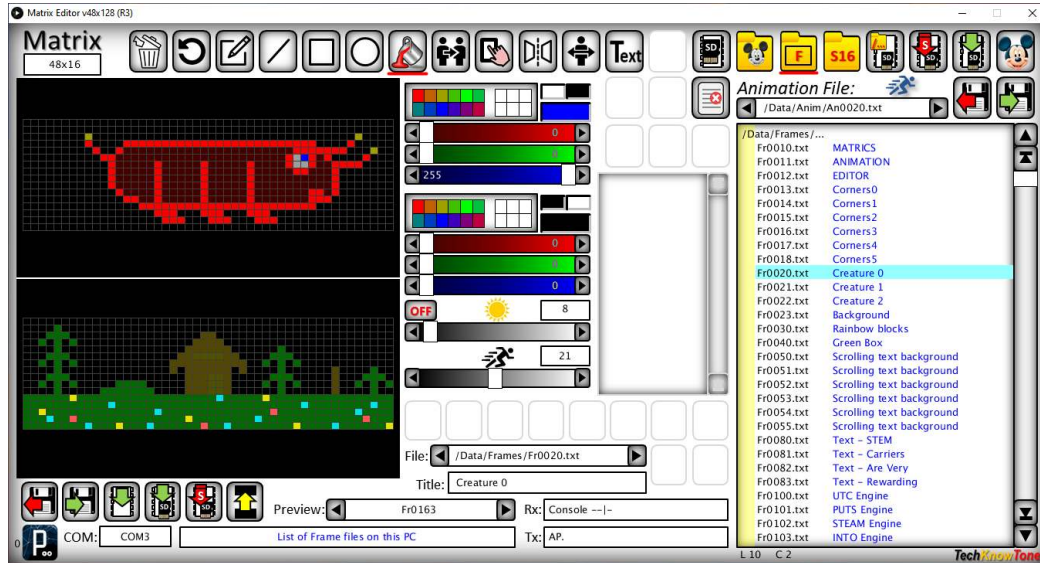 Matrix Editor v48x128 (R3)
Matrix
48x16
Text
SD
F
S16
SD
S
SD
SD
Animation File:
/Data/Anim/An0020.txt
0
0
255
0
0
0
OFF
8
21
/Data/Frames/...
Fr0010.txt MATRICS
Fr0011.txt ANIMATION
Fr0012.txt EDITOR
Fr0013.txt Corners0
Fr0014.txt Corners1
Fr0015.txt Corners2
Fr0016.txt Corners3
Fr0017.txt Corners4
Fr0018.txt Corners5
Fr0020.txt Creature 0
Fr0021.txt Creature 1
Fr0022.txt Creature 2
Fr0023.txt Background
Fr0030.txt Rainbow blocks
Fr0040.txt Green Box
Fr0050.txt Scrolling text background
Fr0051.txt Scrolling text background
Fr0052.txt Scrolling text background
Fr0053.txt Scrolling text background
Fr0054.txt Scrolling text background
Fr0055.txt Scrolling text background
Fr0080.txt Text - STEM
Fr0081.txt Text - Carriers
Fr0082.txt Text - Are Very
Fr0083.txt Text - Rewarding
Fr0100.txt UTC Engine
Fr0101.txt PUTS Engine
Fr0102.txt STEAM Engine
Fr0103.txt INTO Engine
File: /Data/Frames/Fr0020.txt
Title: Creature 0
SD
S
SD
Preview: Fr0163
Rx: Console --|-
0
P
COM: COM3
List of Frame files on this PC
Tx: AP.
L 10 C 2
TechKnowTone